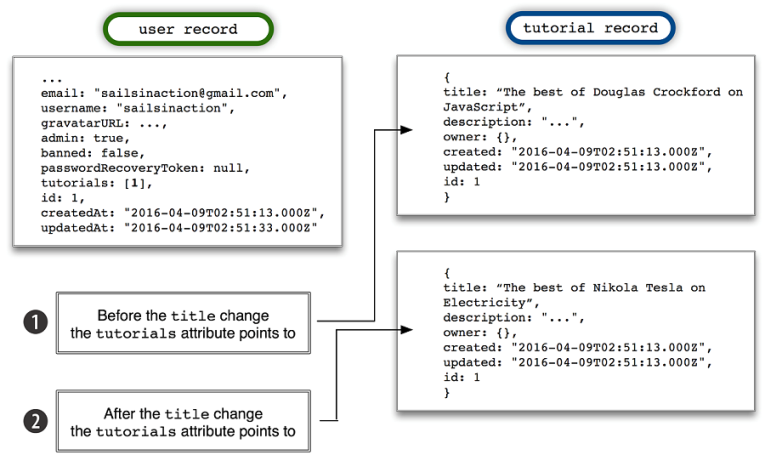 user record
...
email: "sailsinaction@gmail.com",
username: "sailsinaction",
gravatarURL: ...,
admin: true,
banned: false,
passwordRecoveryToken: null,
tutorials: [1],
id: 1,
createdAt: "2016-04-09T02:51:13.000Z",
updatedAt: "2016-04-09T02:51:33.000Z"
tutorial record
{
title: “The best of Douglas Crockford on
JavaScript”,
description: "...",
owner: {},
created: "2016-04-09T02:51:13.000Z",
updated: "2016-04-09T02:51:13.000Z",
id: 1
}
{
title: “The best of Nikola Tesla on
Electricity”,
description: "...",
owner: {},
created: "2016-04-09T02:51:13.000Z",
updated: "2016-04-09T02:51:13.000Z",
id: 1
}
1
Before the title change
the tutorials attribute points to
2
After the title change
the tutorials attribute points to